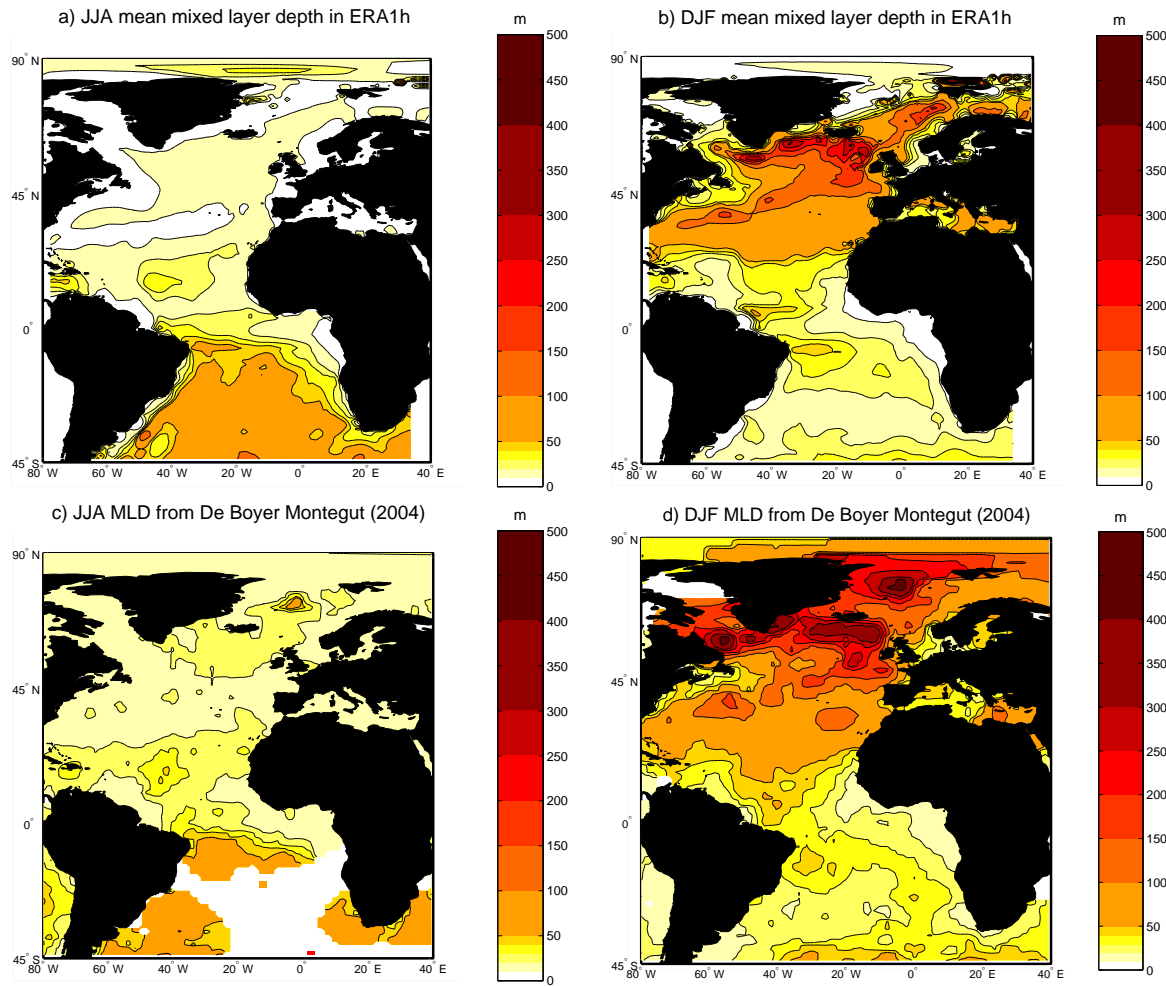 a) JJA mean mixed layer depth in ERA1h
m
500
450
400
350
300
250
200
150
100
50
0
90° N
45° N
0°
45° S
80° W
60° W
40° W
20° W
0°
20° E
40° E
b) DJF mean mixed layer depth in ERA1h
m
500
450
400
350
300
250
200
150
100
50
0
90° N
45° N
0°
45° S
80° W
60° W
40° W
20° W
0°
20° E
40° E
c) JJA MLD from De Boyer Montegut (2004)
m
500
450
400
350
300
250
200
150
100
50
0
90° N
45° N
0°
45° S
80° W
60° W
40° W
20° W
0°
20° E
40° E
d) DJF MLD from De Boyer Montegut (2004)
m
500
450
400
350
300
250
200
150
100
50
0
90° N
45° N
0°
45° S
80° W
60° W
40° W
20° W
0°
20° E
40° E